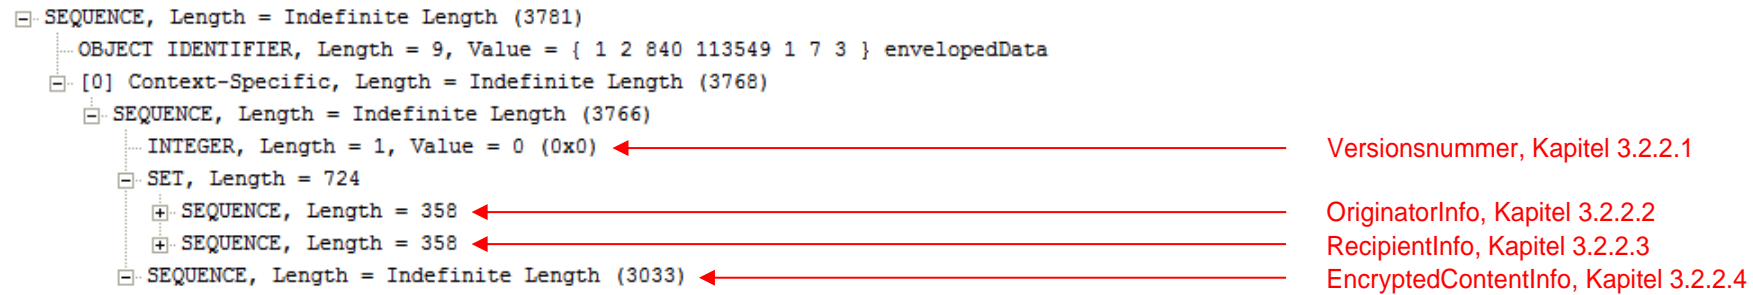 SEQUENCE, Length = Indefinite Length (3781)
OBJECT IDENTIFIER, Length = 9, Value = { 1 2 840 113549 1 7 3 } envelopedData
[0] Context-Specific, Length = Indefinite Length (3768)
SEQUENCE, Length = Indefinite Length (3766)
INTEGER, Length = 1, Value = 0 (0x0) Versionsnummer, Kapitel 3.2.2.1
SET, Length = 724
SEQUENCE, Length = 358 OriginatorInfo, Kapitel 3.2.2.2
SEQUENCE, Length = 358 RecipientInfo, Kapitel 3.2.2.3
SEQUENCE, Length = Indefinite Length (3033) EncryptedContentInfo, Kapitel 3.2.2.4